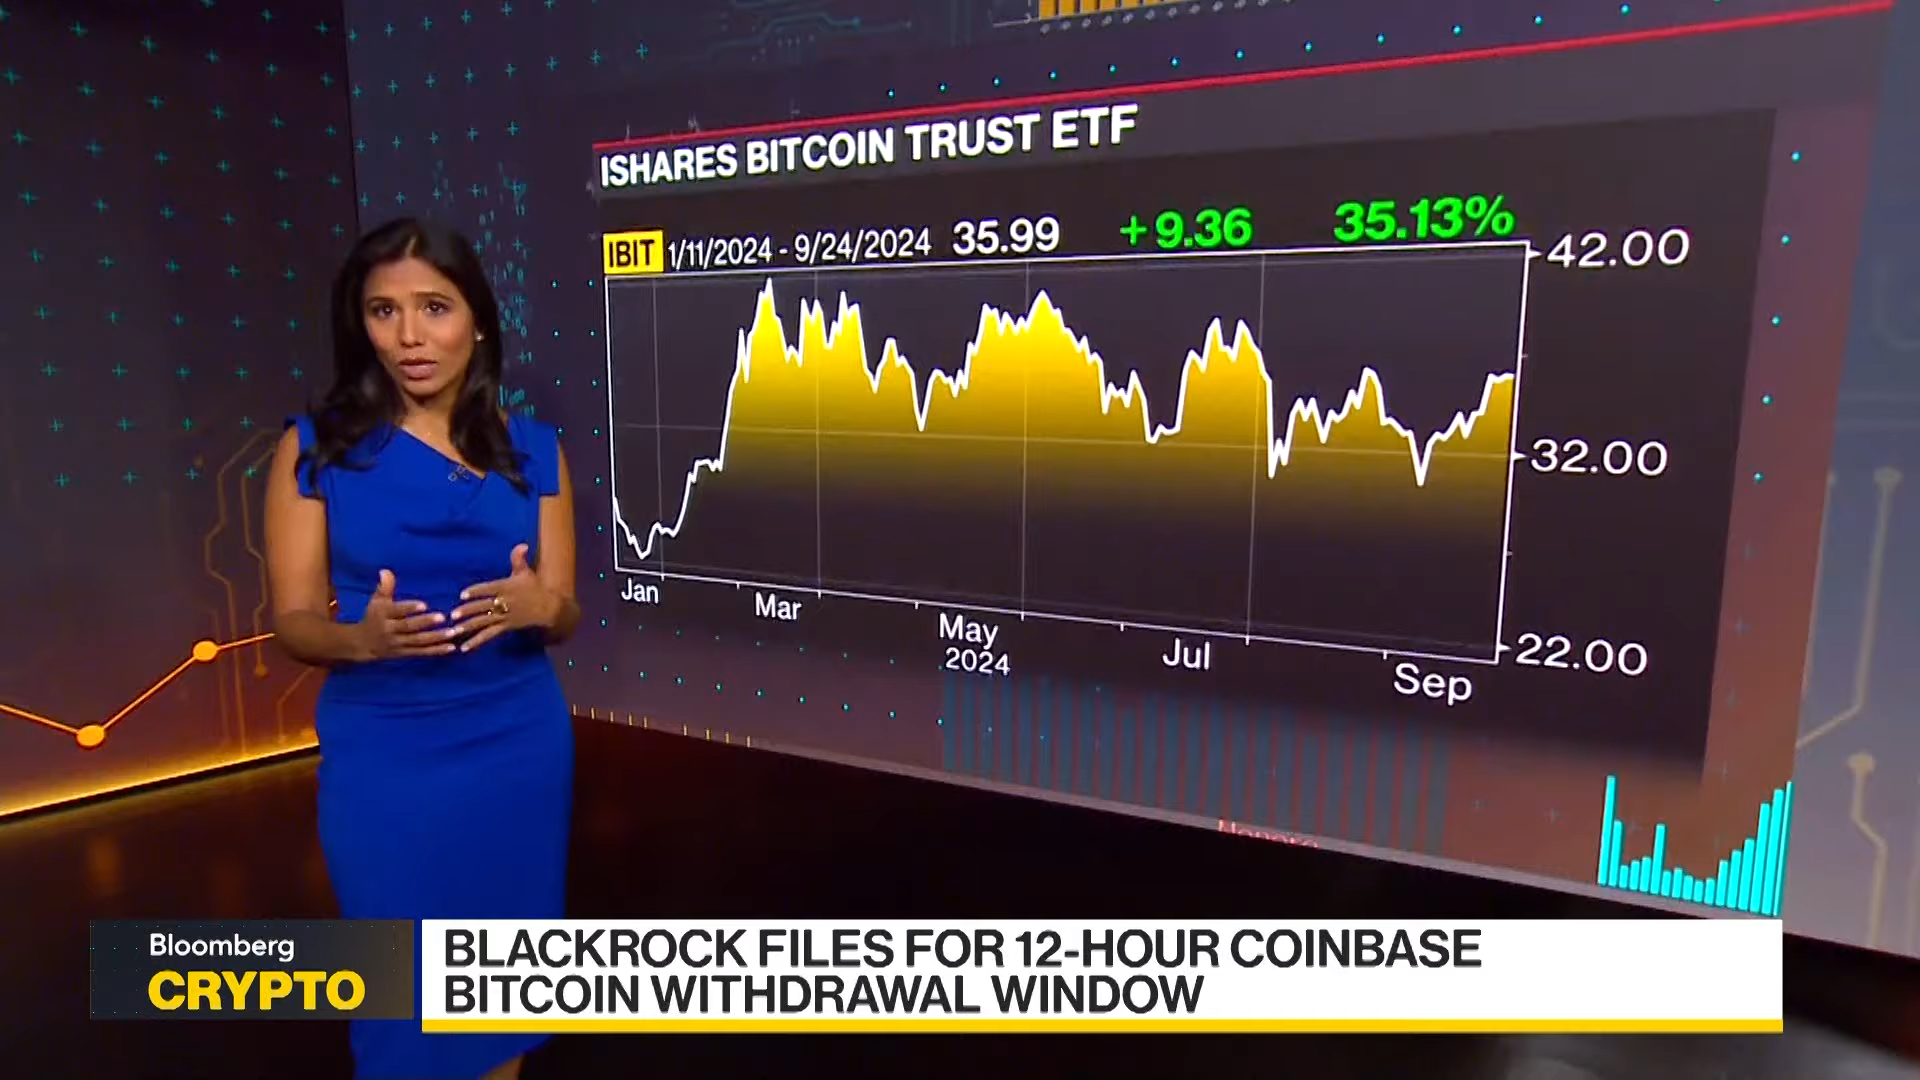 ISHARES BITCOIN TRUST ETF
IBIT 1/11/2024 - 9/24/2024 35.99 +9.36 35.13%
42.00
32.00
22.00
Jan Mar May Jul Sep
2024
Bloomberg
CRYPTO
BLACKROCK FILES FOR 12-HOUR COINBASE
BITCOIN WITHDRAWAL WINDOW